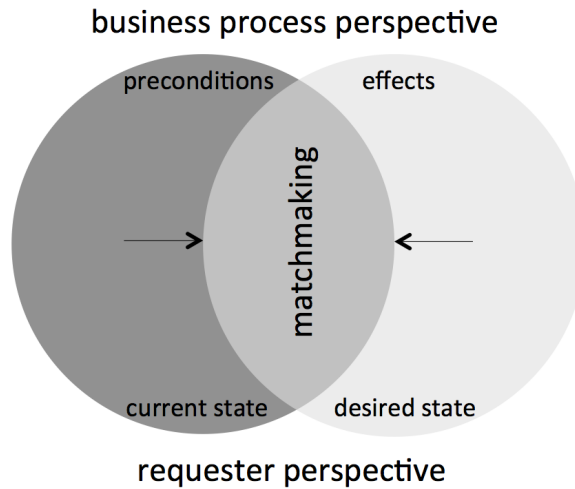 business process perspective
preconditions
effects
matchmaking
current state
desired state
requester perspective